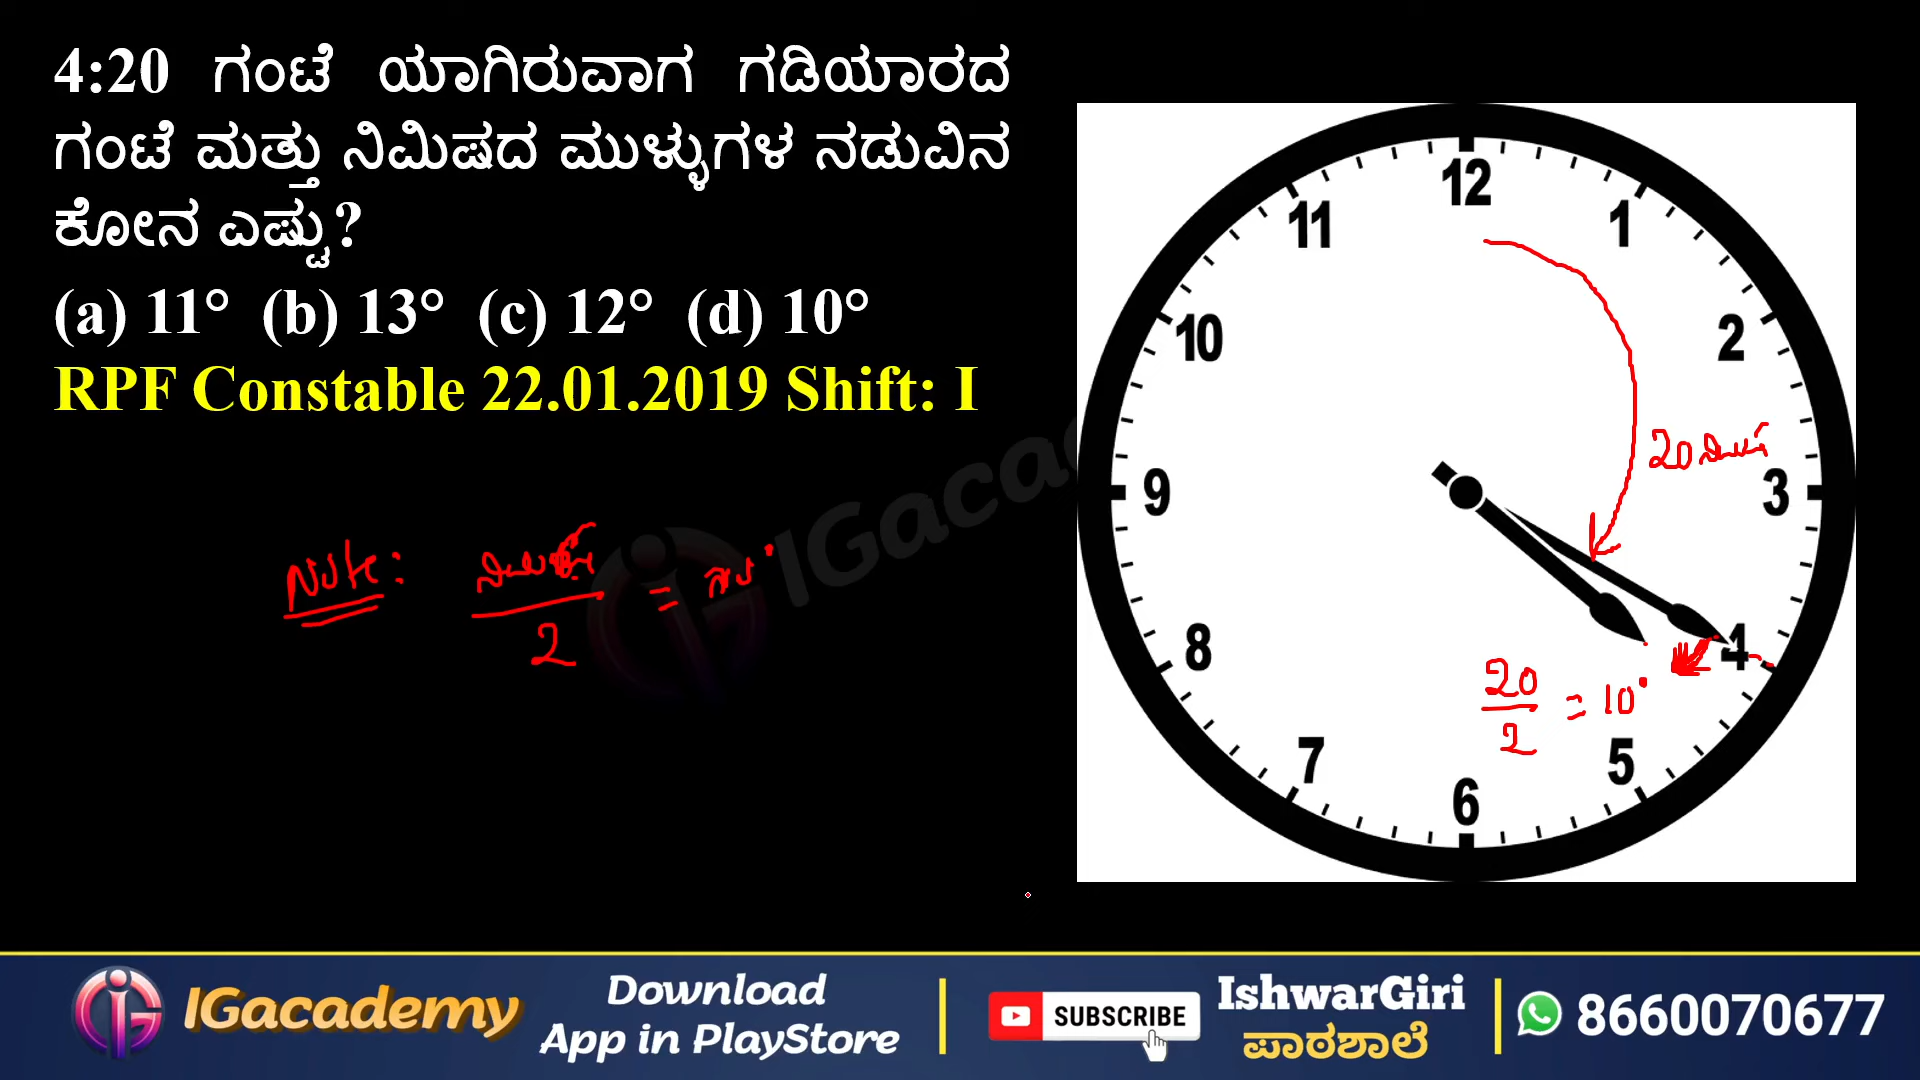 4:20 ಗಂಟೆ ಯಾಗಿರುವಾಗ ಗಡಿಯಾರದ
ಗಂಟೆ ಮತ್ತು ನಿಮಿಷದ ಮುಳ್ಳುಗಳ ನಡುವಿನ
ಕೋನ ಎಷ್ಟು?
(a) 11° (b) 13° (c) 12° (d) 10°
RPF Constable 22.01.2019 Shift: I
Note:
2
=
IGaca
12
11
1
10
2
9
3
8
4
7
5
6
20
20
2
= 10°
IGacademy
Download
App in PlayStore
SUBSCRIBE
IshwarGiri
ಪಾಠಶಾಲೆ
8660070677